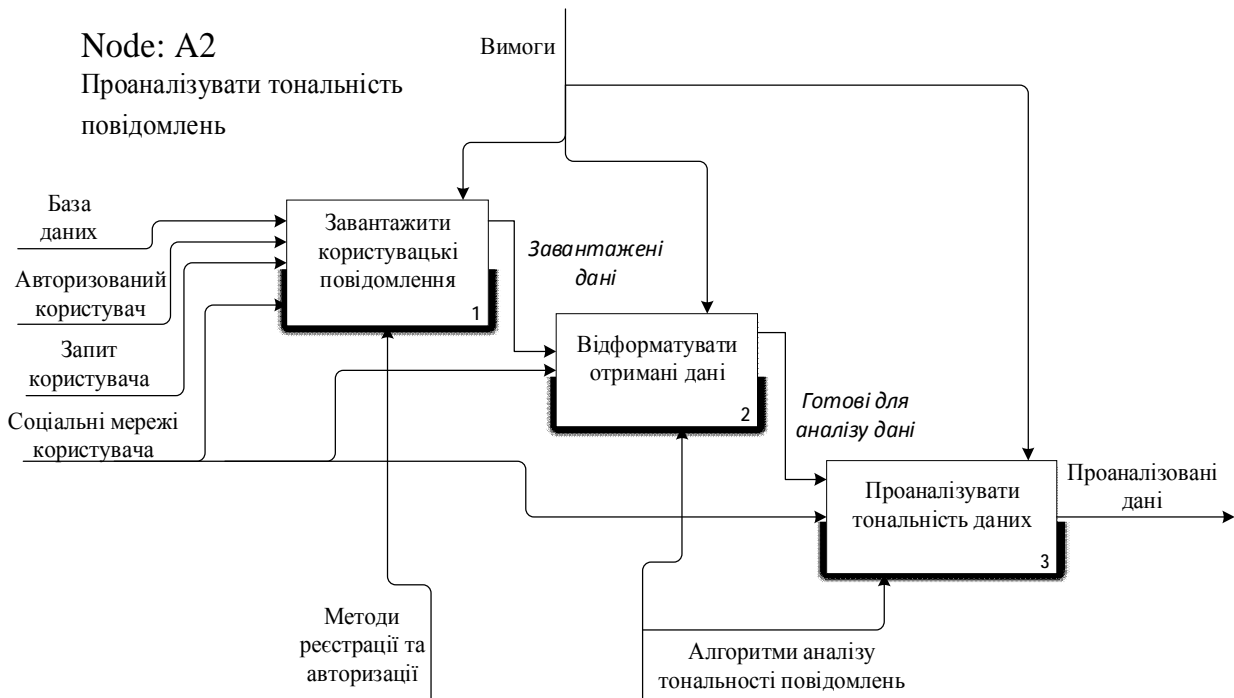 Node: A2
Проаналізувати тональність
повідомлень
Вимоги
База
даних
Авторизований
користувач
Запит
користувача
Соціальні мережі
користувача
Завантажити
користувацькі
повідомлення
1
Завантажені
дані
Відформатувати
отримані дані
2
Готові для
аналізу дані
Проаналізувати
тональність даних
3
Проаналізовані
дані
Методи
реєстрації та
авторизації
Алгоритми аналізу
тональності повідомлень